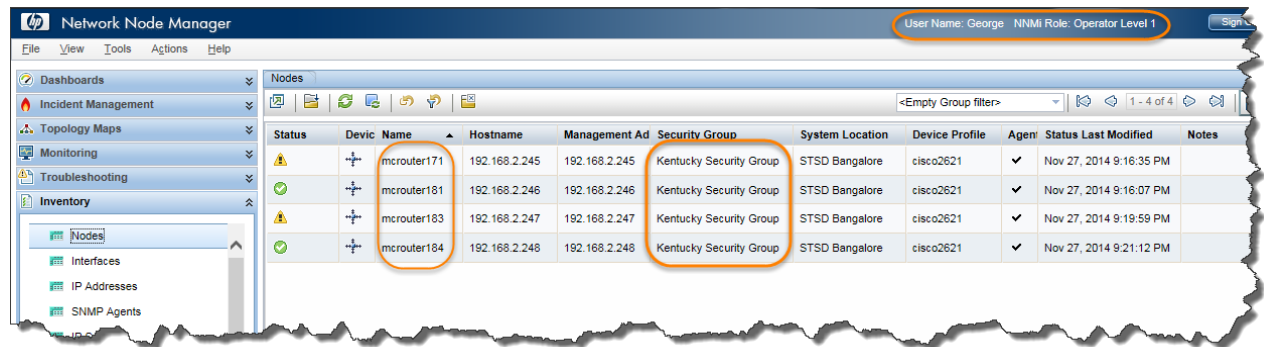 hp Network Node Manager
User Name: George NNMi Role: Operator Level 1
Sign
File View Tools Actions Help
Dashboards
Incident Management
Topology Maps
Monitoring
Troubleshooting
Inventory
Nodes
Interfaces
IP Addresses
SNMP Agents
Nodes
<Empty Group filter>
1 - 4 of 4
Status Devic Name Hostname Management Ad Security Group System Location Device Profile Agent Status Last Modified Notes
mcrouter171 192.168.2.245 192.168.2.245 Kentucky Security Group STSD Bangalore cisco2621 Nov 27, 2014 9:16:35 PM
mcrouter181 192.168.2.246 192.168.2.246 Kentucky Security Group STSD Bangalore cisco2621 Nov 27, 2014 9:16:07 PM
mcrouter183 192.168.2.247 192.168.2.247 Kentucky Security Group STSD Bangalore cisco2621 Nov 27, 2014 9:19:59 PM
mcrouter184 192.168.2.248 192.168.2.248 Kentucky Security Group STSD Bangalore cisco2621 Nov 27, 2014 9:21:12 PM